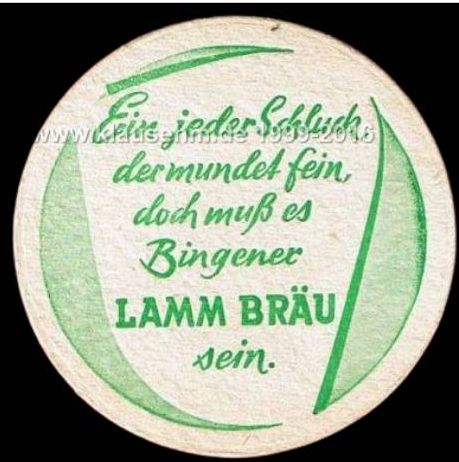 Ein jeder Schluck
www.klausehm.de 1999-2016
der mundet fein,
doch muß es
Bingener
LAMM BRÄU
sein.